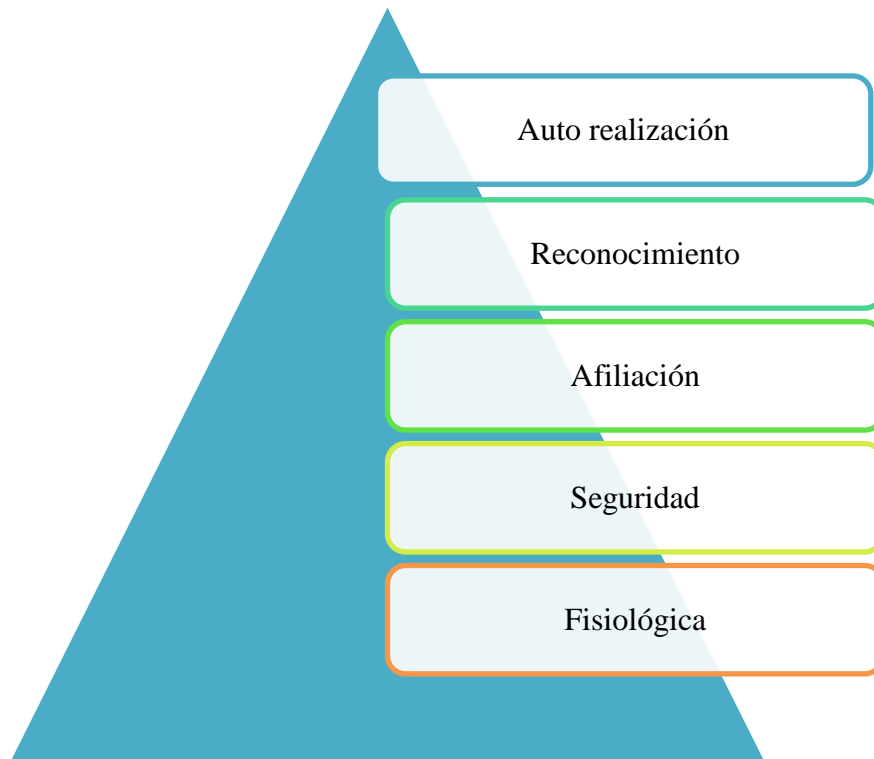 Auto realización
Reconocimiento
Afiliación
Seguridad
Fisiológica